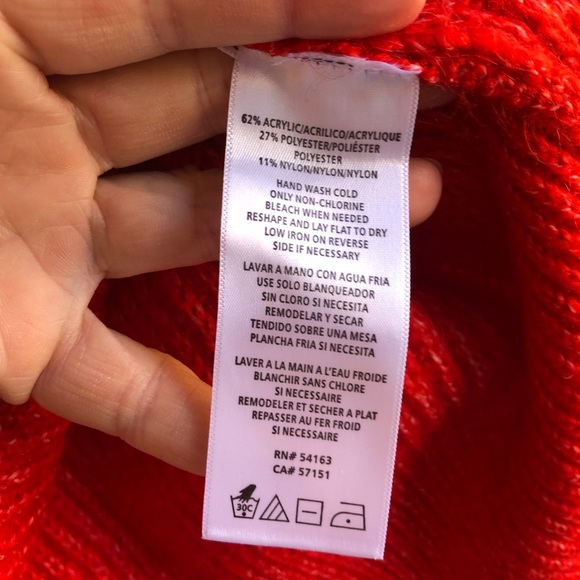 62% ACRYLIC/ACRILICO/ACRYLIQUE
27% POLYESTER/POLIÉSTER
POLYESTER
11% NYLON/NYLON/NYLON
HAND WASH COLD
ONLY NON-CHLORINE
BLEACH WHEN NEEDED
RESHAPE AND LAY FLAT TO DRY
LOW IRON ON REVERSE
SIDE IF NECESSARY
LAVAR A MANO CON AGUA FRIA
USE SOLO BLANQUEADOR
SIN CLORO SI NECESITA
REMODELAR Y SECAR
TENDIDO SOBRE UNA MESA
PLANCHA FRIA SI NECESITA
LAVER A LA MAIN A L'EAU FROIDE
BLANCHIR SANS CHLORE
SI NECESSAIRE
REMODELER ET SECHER A PLAT
REPASSER AU FER FROID
SI NECESSAIRE
RN# 54163
CA# 57151
30C